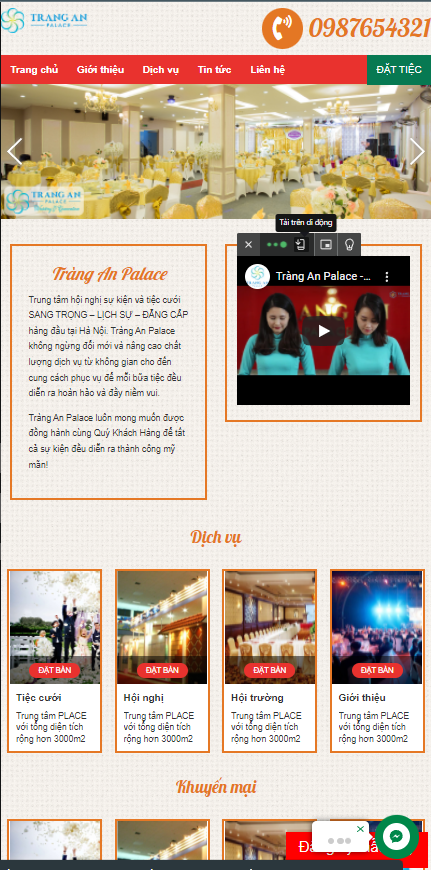 TRANG AN
PALACE
0987654321
Trang chủ Giới thiệu Dịch vụ Tin tức Liên hệ ĐẶT TIỆC
TRANG AN
PALACE
Tải trên di động
Tràng An Palace
Trung tâm hội nghị sự kiện và tiệc cưới
SANG TRỌNG – LỊCH SỰ – ĐẲNG CẤP
hàng đầu tại Hà Nội. Tràng An Palace
không ngừng đổi mới và nâng cao chất
lượng dịch vụ từ không gian cho đến
cung cách phục vụ để mỗi bữa tiệc đều
diễn ra hoàn hảo và đầy niềm vui.
Tràng An Palace luôn mong muốn được
đồng hành cùng Quý Khách Hàng để tất
cả sự kiện đều diễn ra thành công mỹ
mãn!
Tràng An Palace -...
Dịch vụ
ĐẶT BÀN
Tiệc cưới
Trung tâm PLACE
với tổng diện tích
rộng hơn 3000m2
ĐẶT BÀN
Hội nghị
Trung tâm PLACE
với tổng diện tích
rộng hơn 3000m2
ĐẶT BÀN
Hội trường
Trung tâm PLACE
với tổng diện tích
rộng hơn 3000m2
ĐẶT BÀN
Giới thiệu
Trung tâm PLACE
với tổng diện tích
rộng hơn 3000m2
Khuyến mại